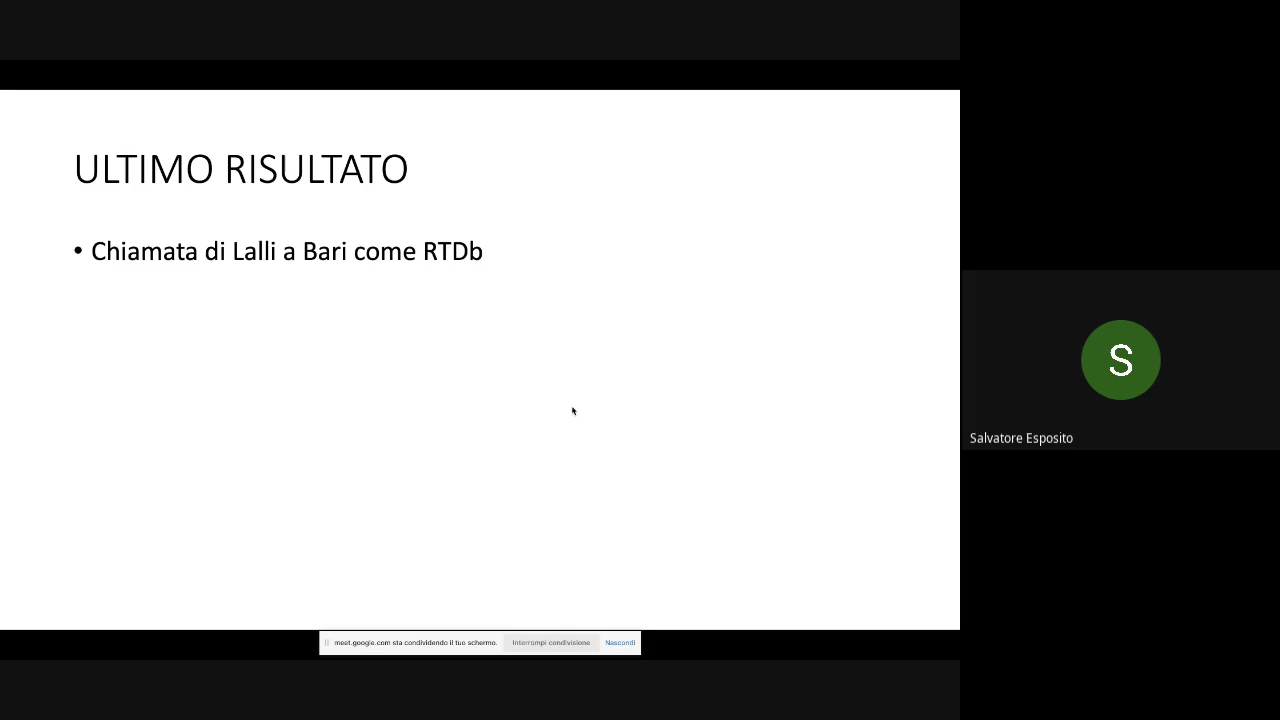 ULTIMO RISULTATO
• Chiamata di Lalli a Bari come RTDb
S
Salvatore Esposito
meet.google.com sta condividendo il tuo schermo. Interrompi condivisione Nascondi